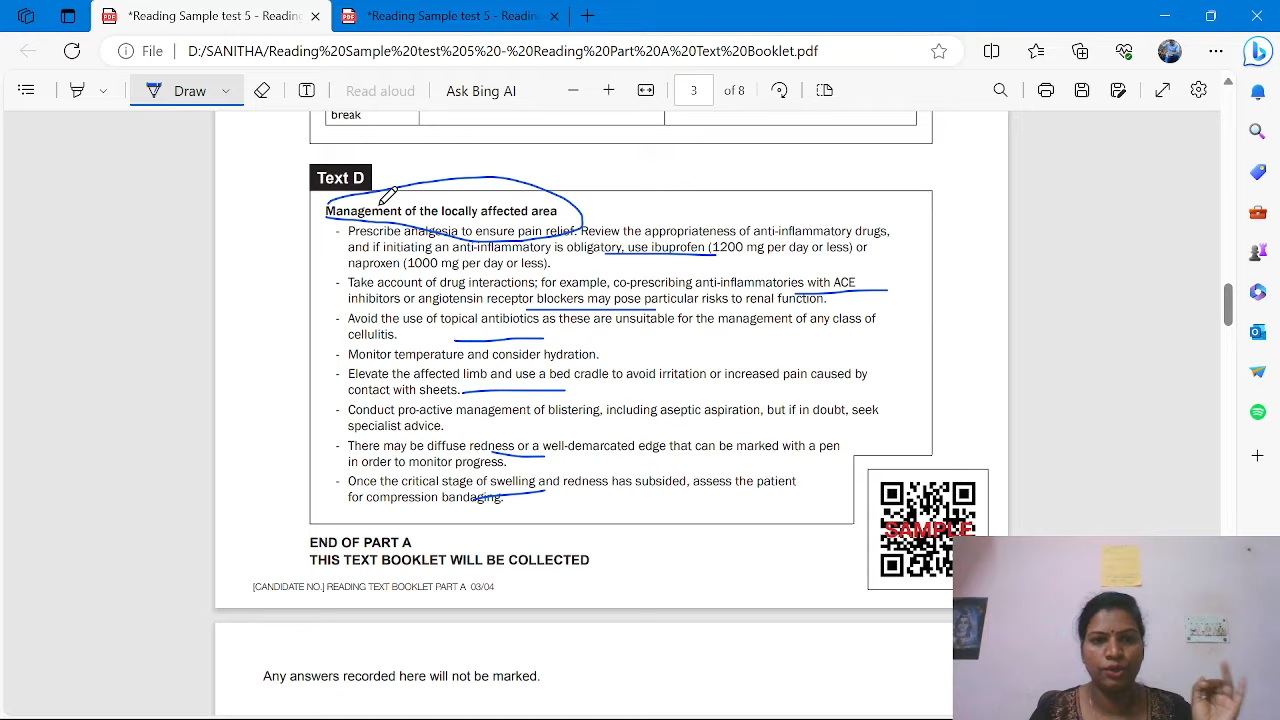 *Reading Sample test 5 - Reading
*Reading Sample test 5 - Reading
File
D:/SANITHA/Reading%20Sample%20test%205%20-%20Reading%20Part%20A%20Text%20Booklet.pdf
Draw
Read aloud
Ask Bing AI
3
of 8
break
Text D
Management of the locally affected area
- Prescribe analgesia to ensure pain relief. Review the appropriateness of anti-inflammatory drugs,
and if initiating an anti-inflammatory is obligatory, use ibuprofen (1200 mg per day or less) or
naproxen (1000 mg per day or less).
- Take account of drug interactions; for example, co-prescribing anti-inflammatories with ACE
inhibitors or angiotensin receptor blockers may pose particular risks to renal function.
- Avoid the use of topical antibiotics as these are unsuitable for the management of any class of
cellulitis.
- Monitor temperature and consider hydration.
- Elevate the affected limb and use a bed cradle to avoid irritation or increased pain caused by
contact with sheets.
- Conduct pro-active management of blistering, including aseptic aspiration, but if in doubt, seek
specialist advice.
- There may be diffuse redness or a well-demarcated edge that can be marked with a pen
in order to monitor progress.
- Once the critical stage of swelling and redness has subsided, assess the patient
for compression bandaging.
SAMPLE
END OF PART A
THIS TEXT BOOKLET WILL BE COLLECTED
[CANDIDATE NO.] READING TEXT BOOKLET PART A 03/04
Any answers recorded here will not be marked.